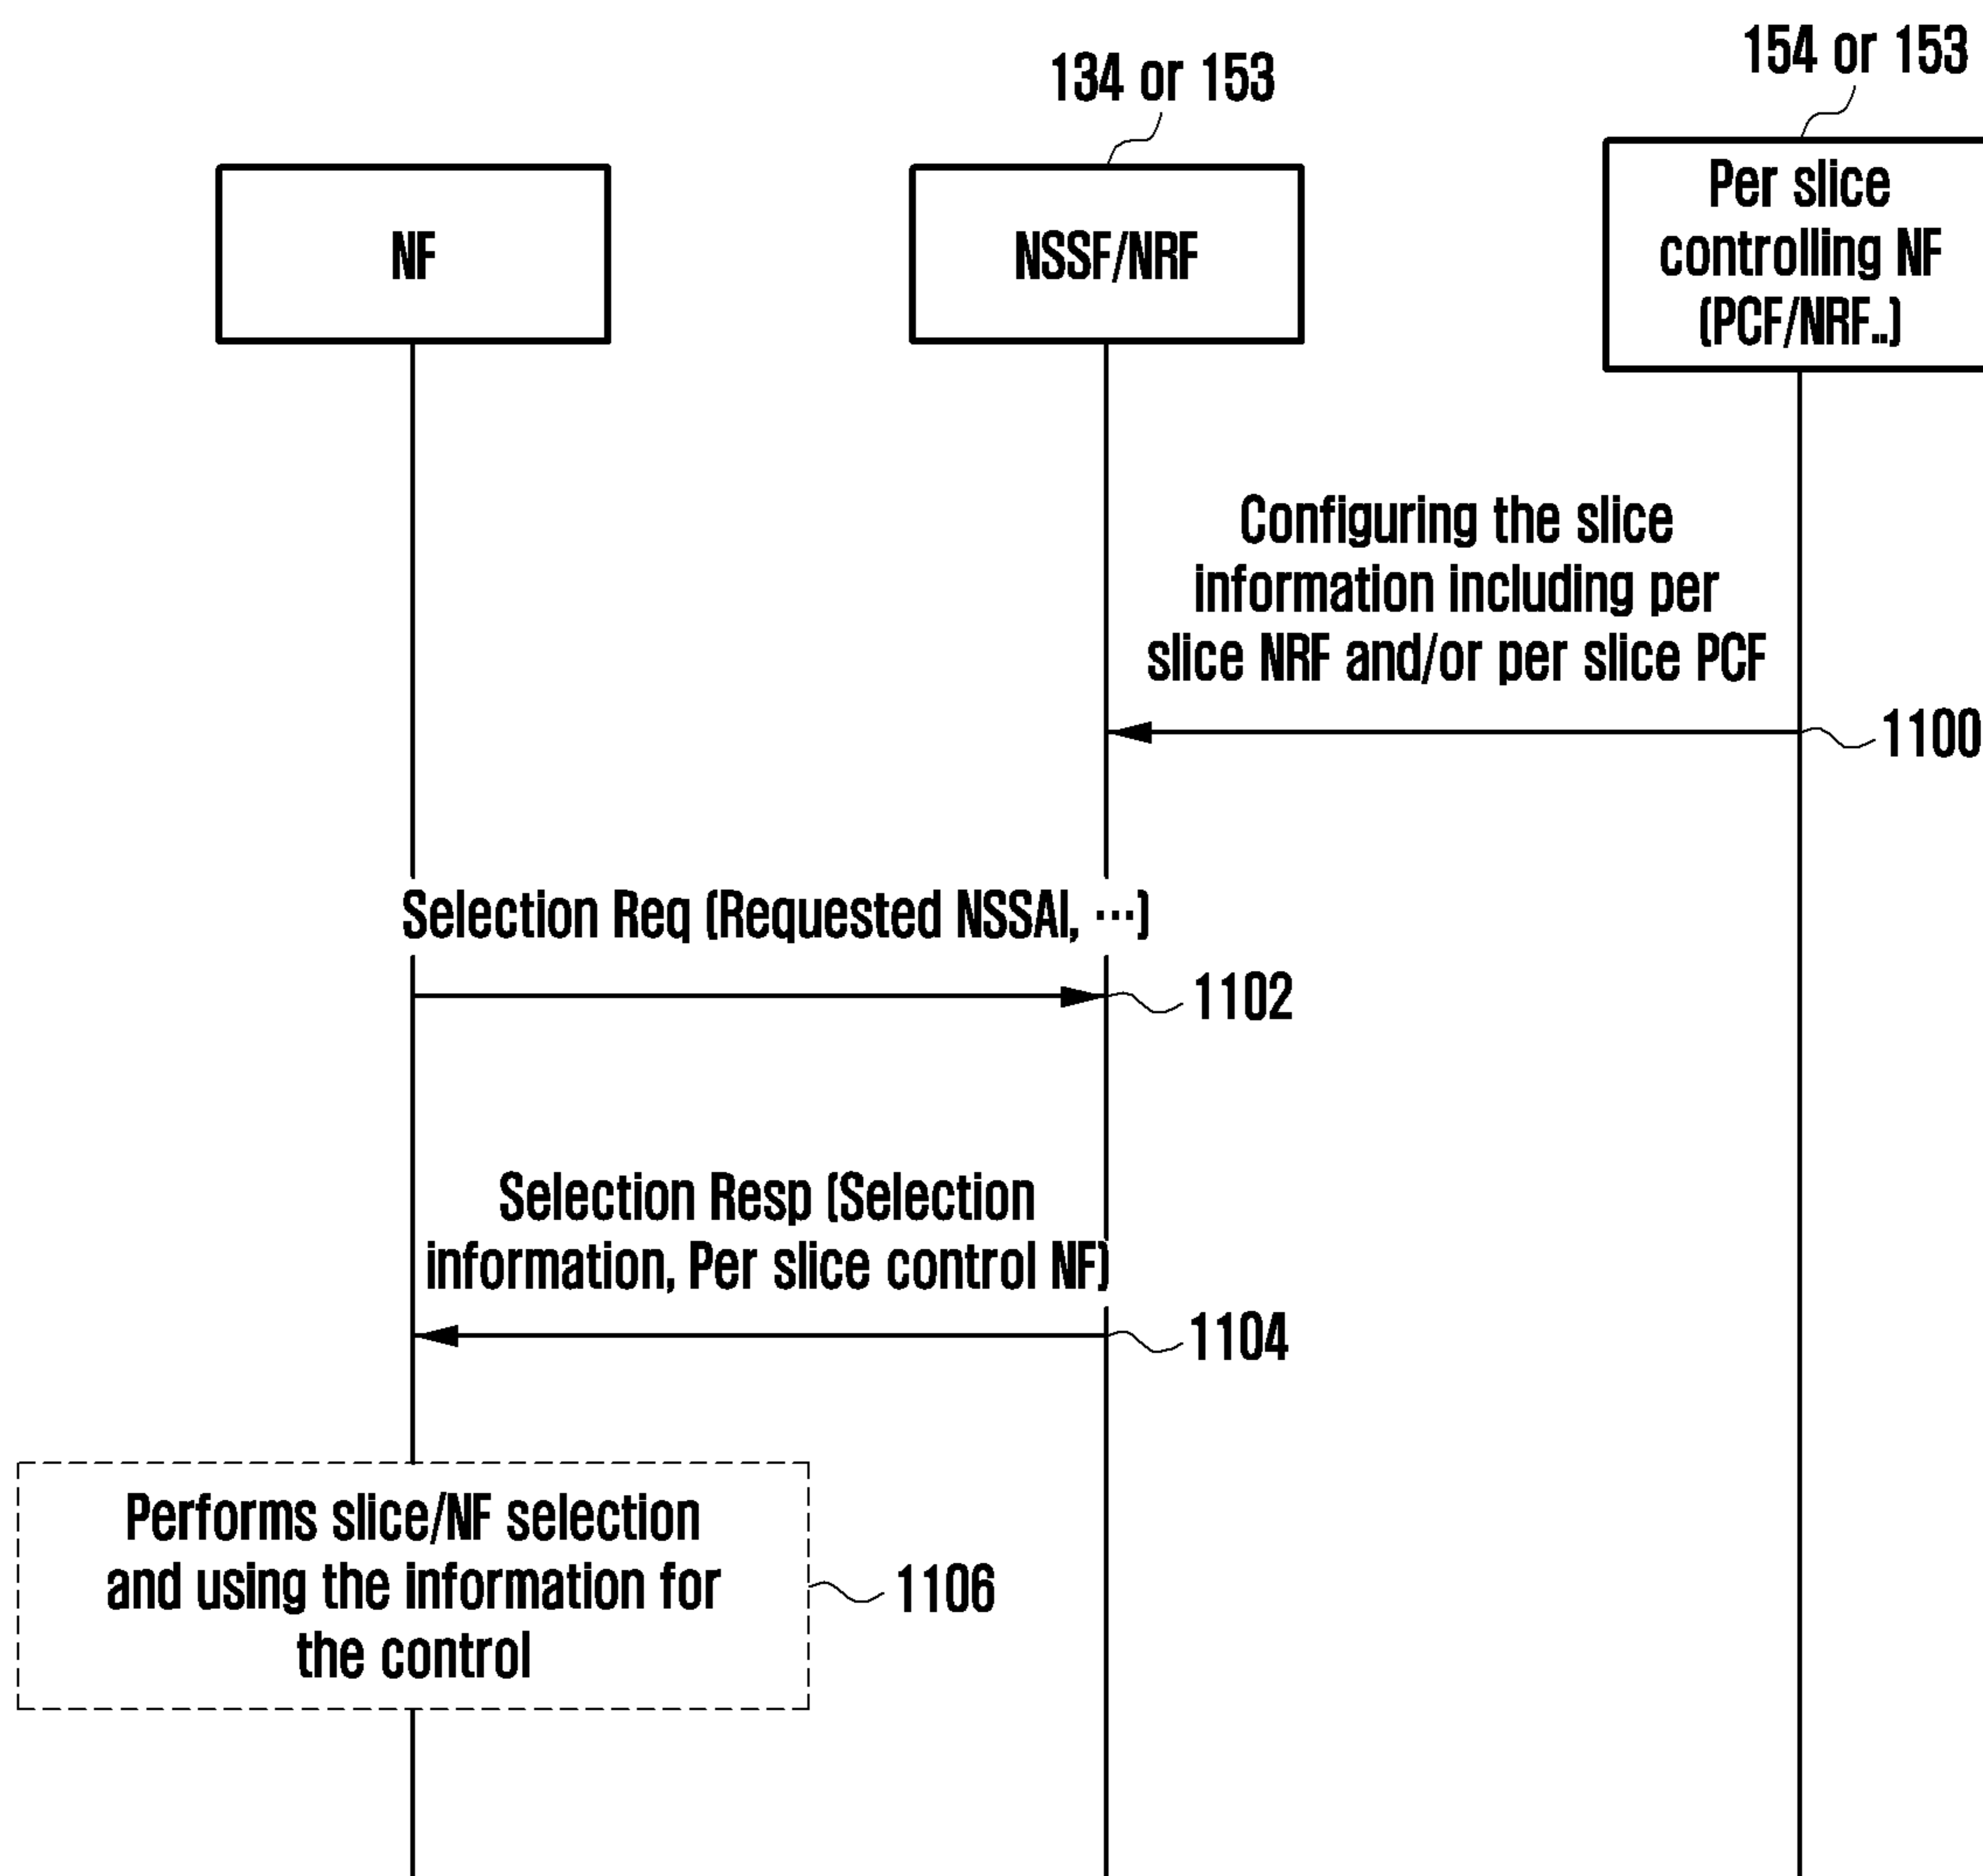 154 or 153
134 or 153
NF
NSSF/NRF
Per slice
controlling NF
(PCF/NRF..)
Configuring the slice
information including per
slice NRF and/or per slice PCF
1100
Selection Req (Requested NSSAI, ⋯)
1102
Selection Resp (Selection
information, Per slice control NF)
1104
Performs slice/NF selection
and using the information for
the control
1106